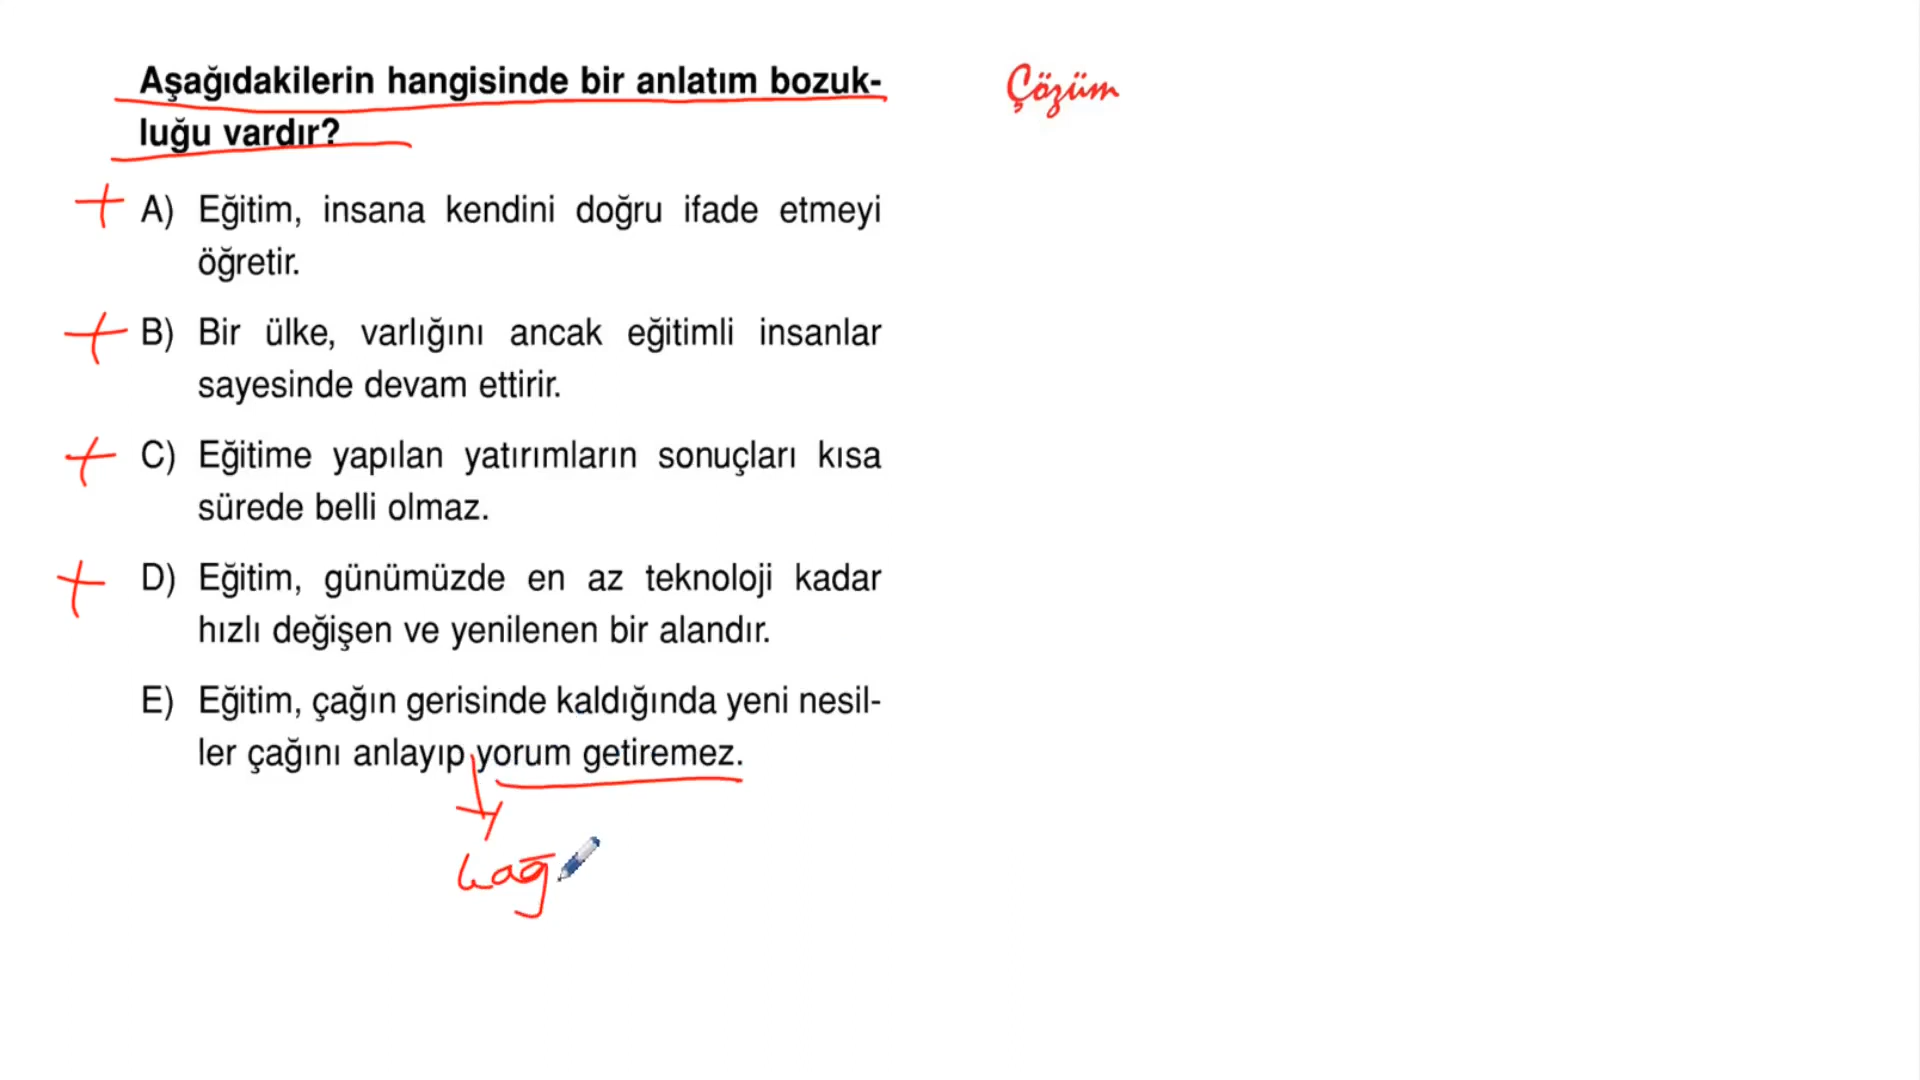 Aşağıdakilerin hangisinde bir anlatım bozuk-
luğu vardır?
A) Eğitim, insana kendini doğru ifade etmeyi
öğretir.
B) Bir ülke, varlığını ancak eğitimli insanlar
sayesinde devam ettirir.
C) Eğitime yapılan yatırımların sonuçları kısa
sürede belli olmaz.
D) Eğitim, günümüzde en az teknoloji kadar
hızlı değişen ve yenilenen bir alandır.
E) Eğitim, çağın gerisinde kaldığında yeni nesil-
ler çağını anlayıp yorum getiremez.
Çözüm